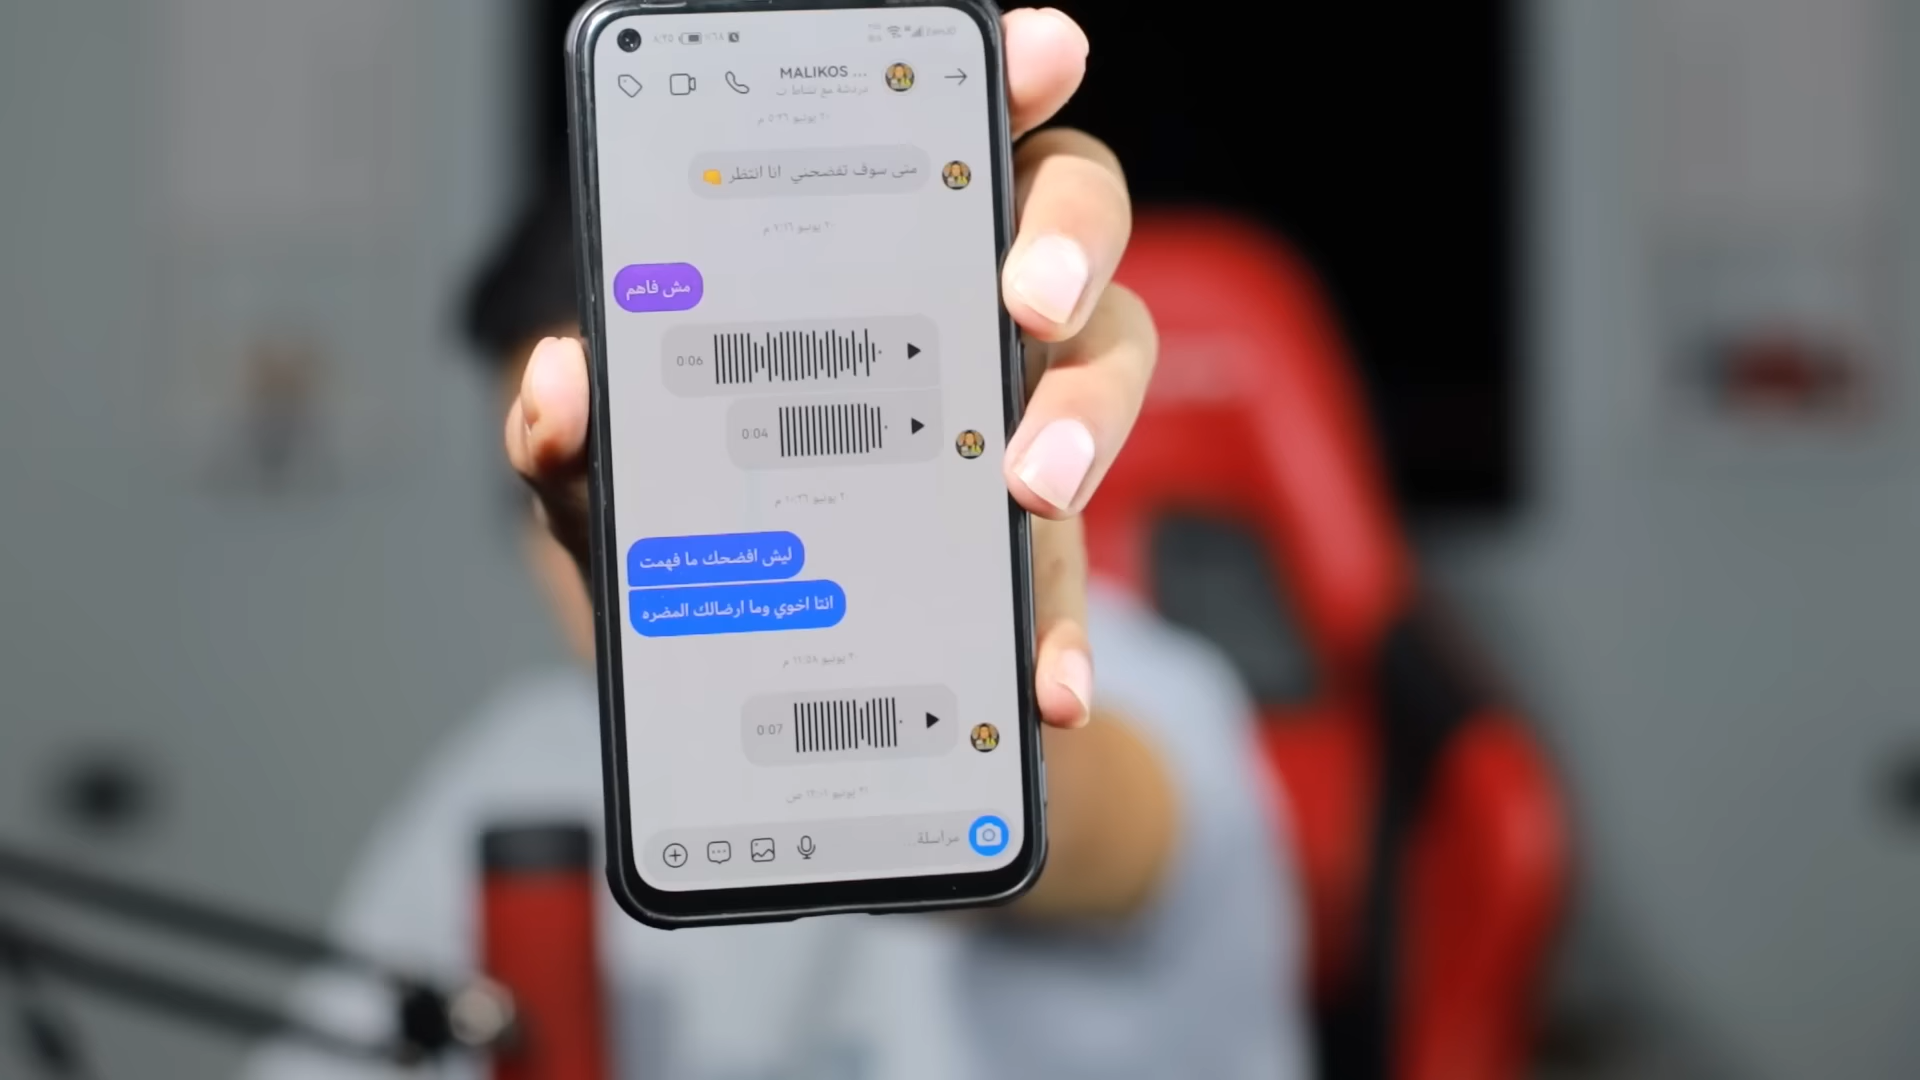 MALIKOS ...
متى سوف تفضحني انا انتظر
مش فاهم
0:06
0:04
ليش افضحك ما فهمت
انتا اخوي وما ارضالك المضره
0:07
مراسلة...